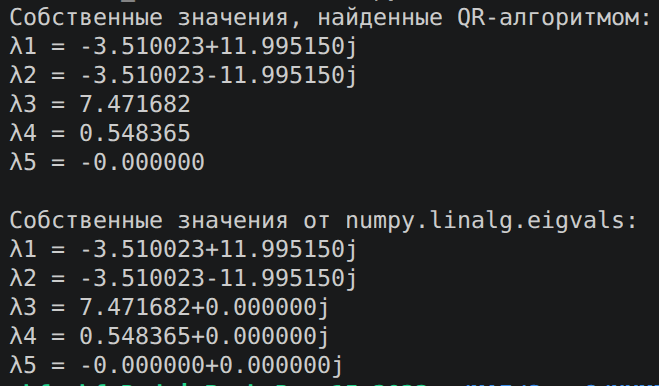 Собственные значения, найденные QR-алгоритмом:
λ1 = -3.510023+11.995150j
λ2 = -3.510023-11.995150j
λ3 = 7.471682
λ4 = 0.548365
λ5 = -0.000000
Собственные значения от numpy.linalg.eigvals:
λ1 = -3.510023+11.995150j
λ2 = -3.510023-11.995150j
λ3 = 7.471682+0.000000j
λ4 = 0.548365+0.000000j
λ5 = -0.000000+0.000000j